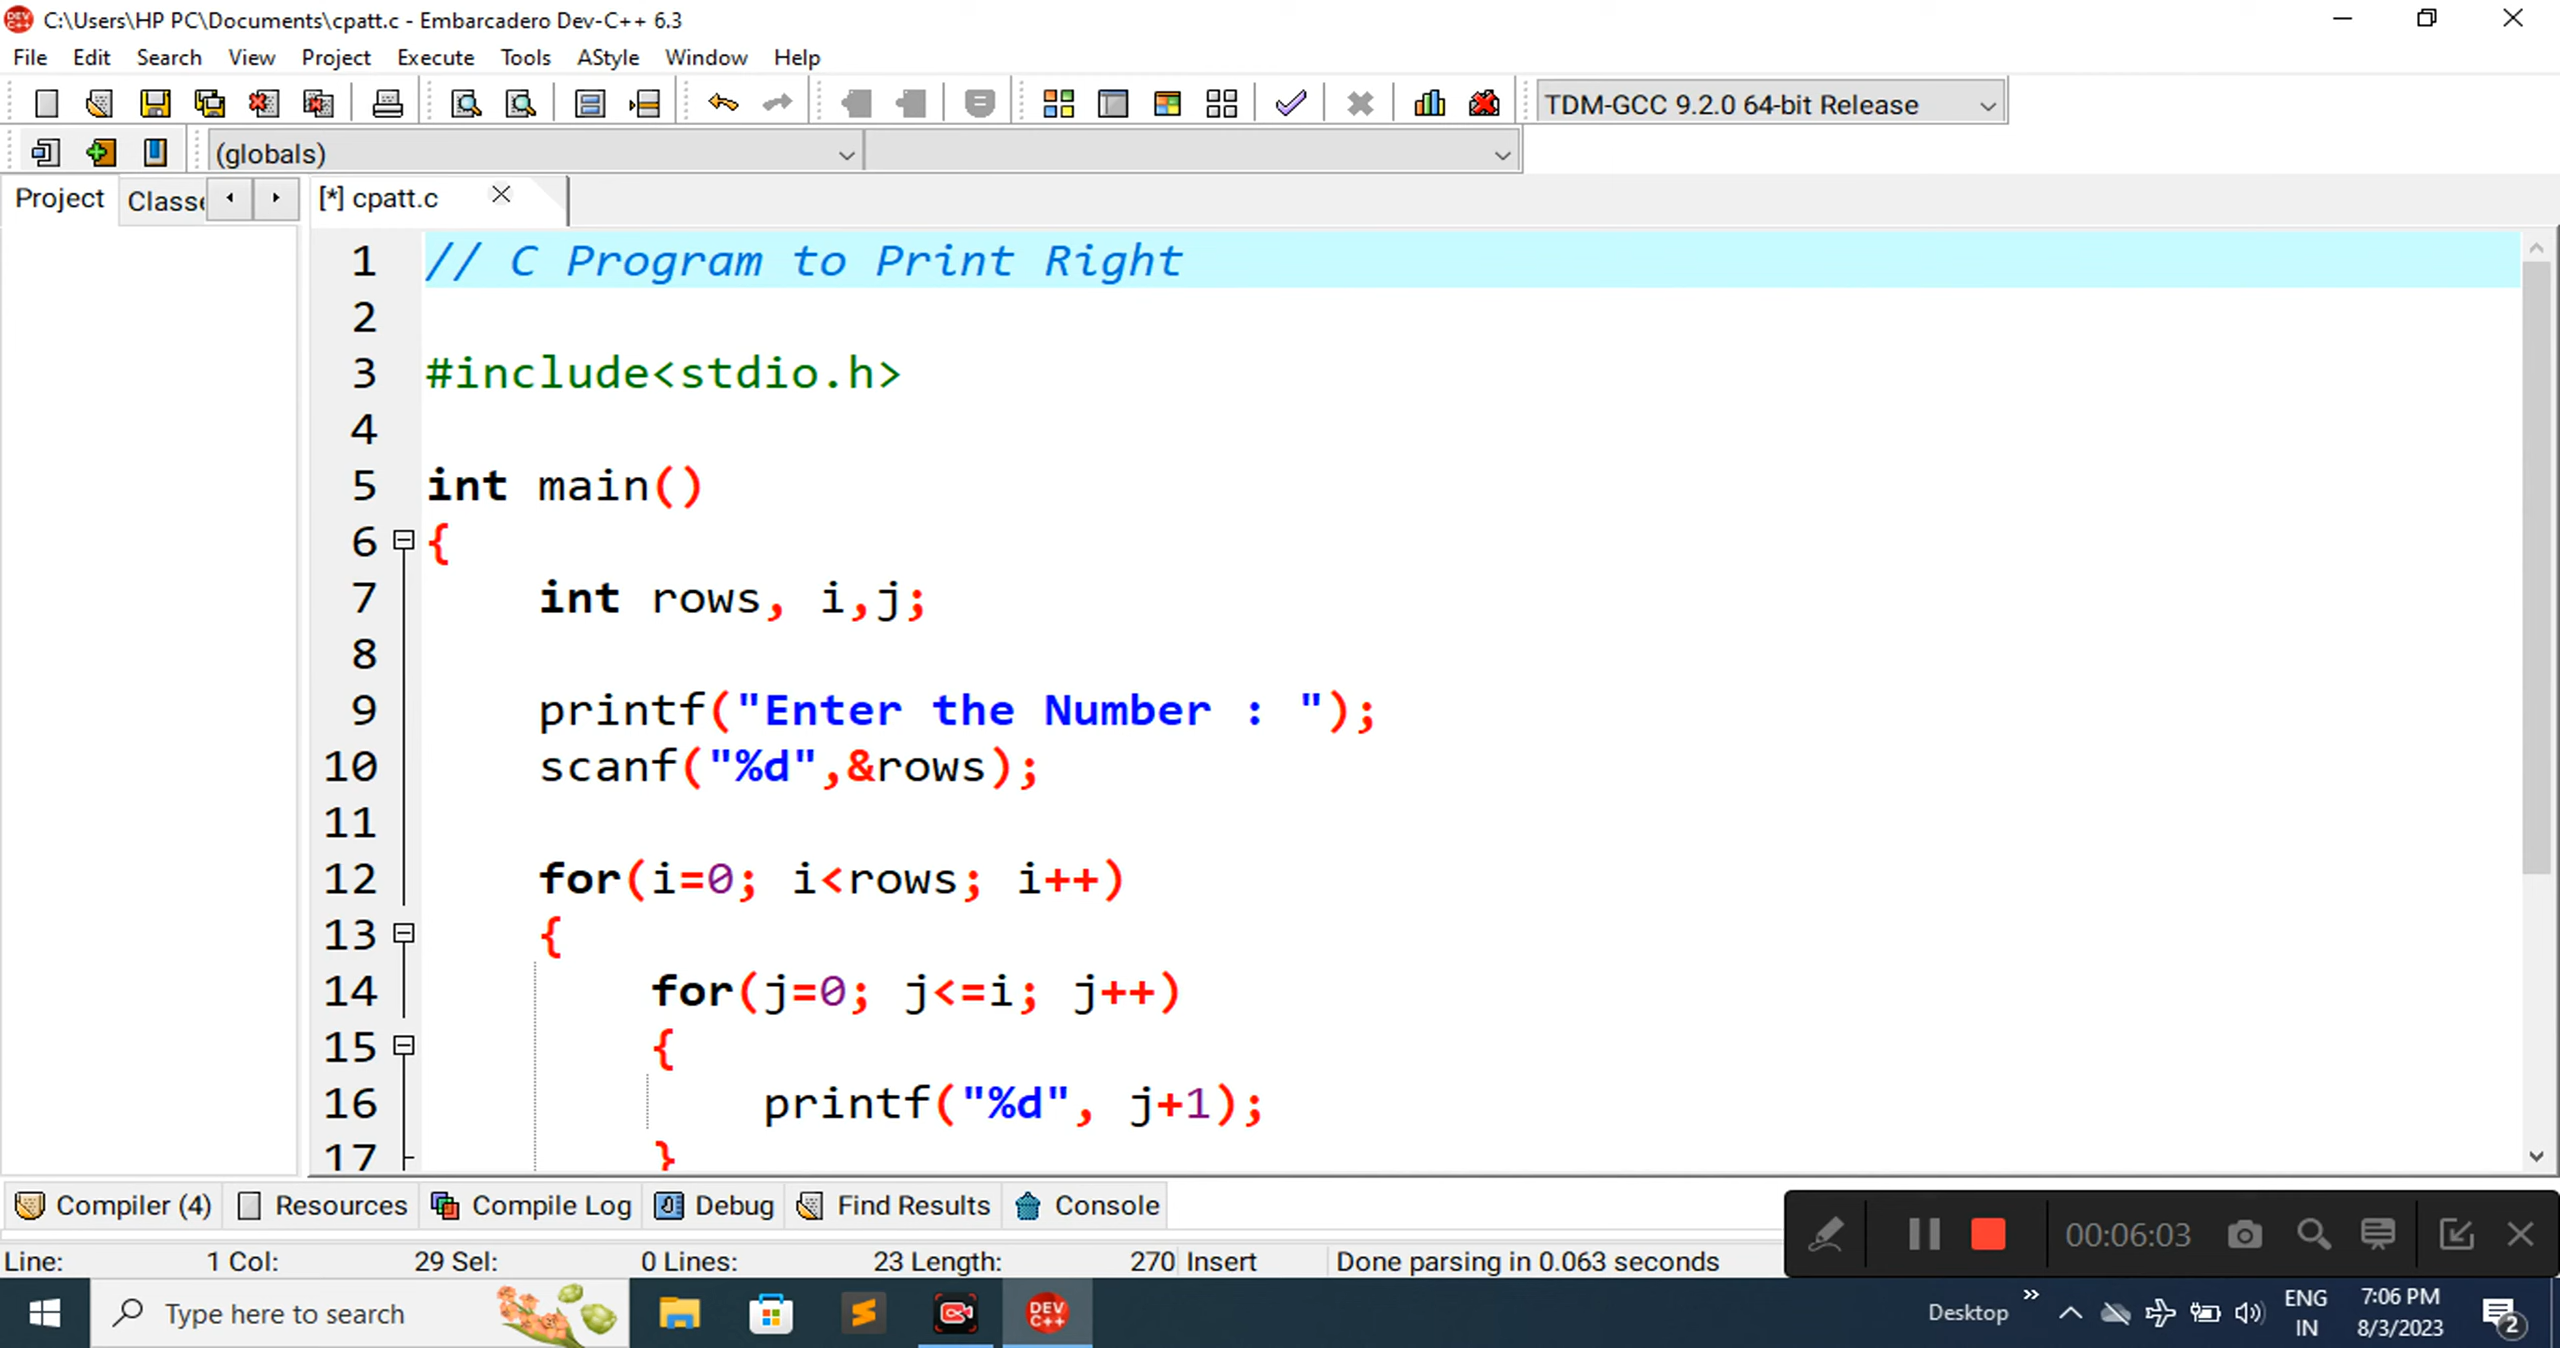 C:\Users\HP PC\Documents\cpatt.c - Embarcadero Dev-C++ 6.3
File Edit Search View Project Execute Tools AStyle Window Help
TDM-GCC 9.2.0 64-bit Release
(globals)
Project Classe [*] cpatt.c
1 // C Program to Print Right
2
3 #include<stdio.h>
4
5 int main()
6 {
7 int rows, i,j;
8
9 printf("Enter the Number : ");
10 scanf("%d",&rows);
11
12 for(i=0; i<rows; i++)
13 {
14 for(j=0; j<=i; j++)
15 {
16 printf("%d", j+1);
17 }
Compiler (4) Resources Compile Log Debug Find Results Console
00:06:03
Line: 1 Col: 29 Sel: 0 Lines: 23 Length: 270 Insert Done parsing in 0.063 seconds
Type here to search
DEV C++
Desktop
ENG
IN
7:06 PM
8/3/2023
2